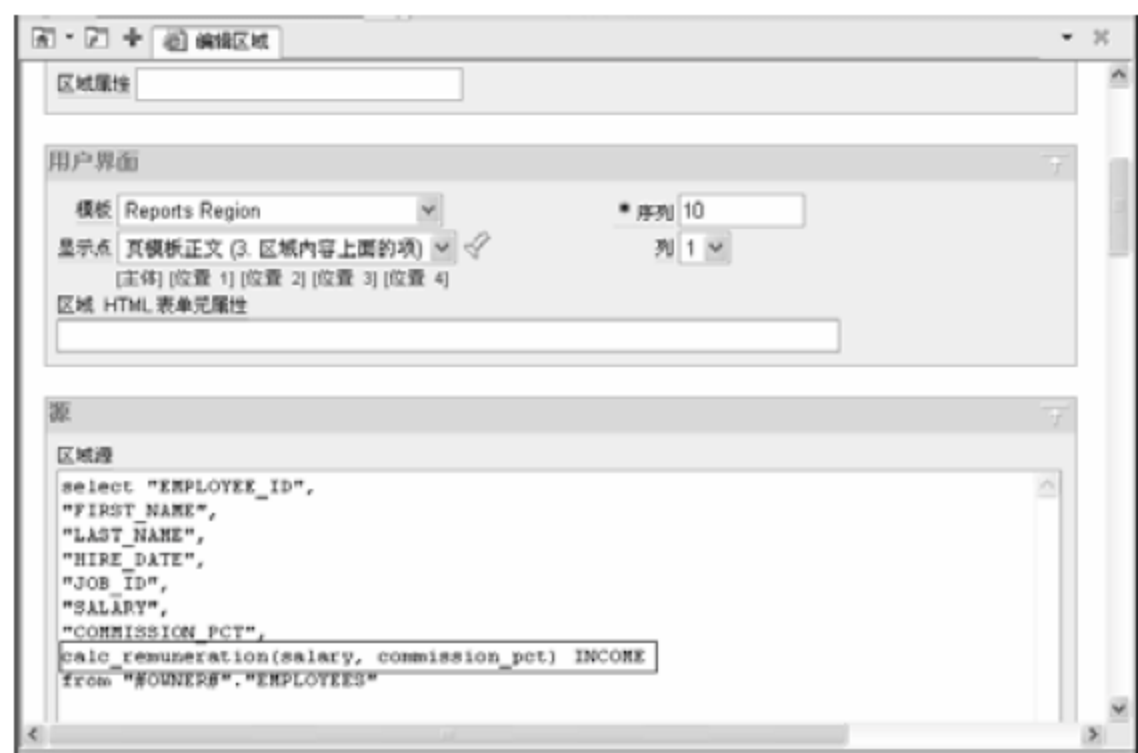 编辑区域
区域属性
用户界面
模板 Reports Region * 序列 10
显示点 页模板正文 (3. 区域内容上面的项) 列 1
[主体] [位置 1] [位置 2] [位置 3] [位置 4]
区域 HTML 表单元属性
源
区域源
select "EMPLOYEE_ID",
"FIRST_NAME",
"LAST_NAME",
"HIRE_DATE",
"JOB_ID",
"SALARY",
"COMMISSION_PCT",
calc_remuneration(salary, commission_pct) INCOME
from "#OWNER#"."EMPLOYEES"